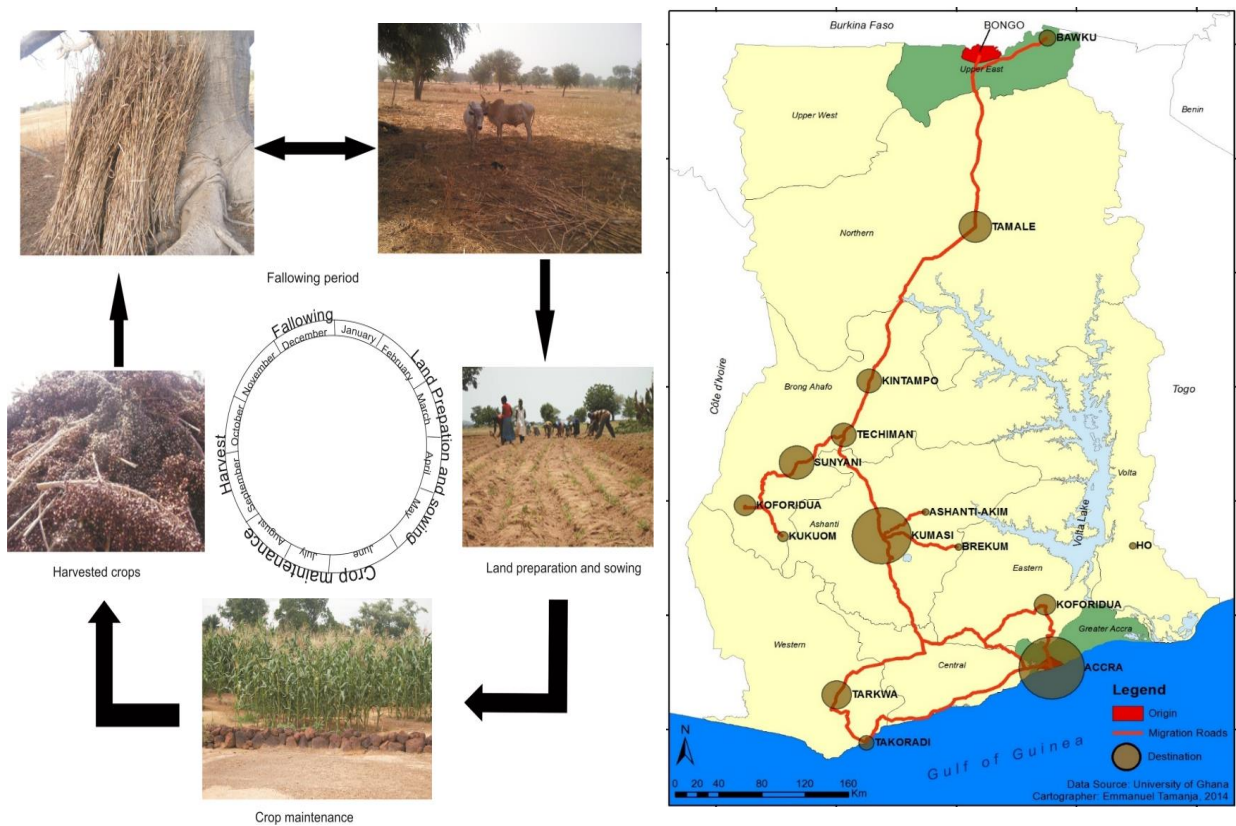 Fallowing period
Fallowing
January
February
March
April
May
June
July
August
September
October
November
December
Land Prepation and sowing
Crop maintenance
Harvest
Harvested crops
Land preparation and sowing
Crop maintenance
Burkina Faso
BONGO
BAWKU
Upper East
Upper West
Benin
TAMALE
Northern
KINTAMPO
Brong Ahafo
Côte d'Ivoire
Togo
TECHIMAN
SUNYANI
Volta
KOFORIDUA
ASHANTI-AKIM
Ashanti
KUKUOM
KUMASI
BREKUM
Volta Lake
HO
Eastern
KOFORIDUA
Greater Accra
Western
Central
ACCRA
TARKWA
TAKORADI
Legend
Origin
Migration Roads
Destination
Gulf of Guinea
N
0 20 40 80 120 160
Km
Data Source: University of Ghana
Cartographer: Emmanuel Tamanja, 2014